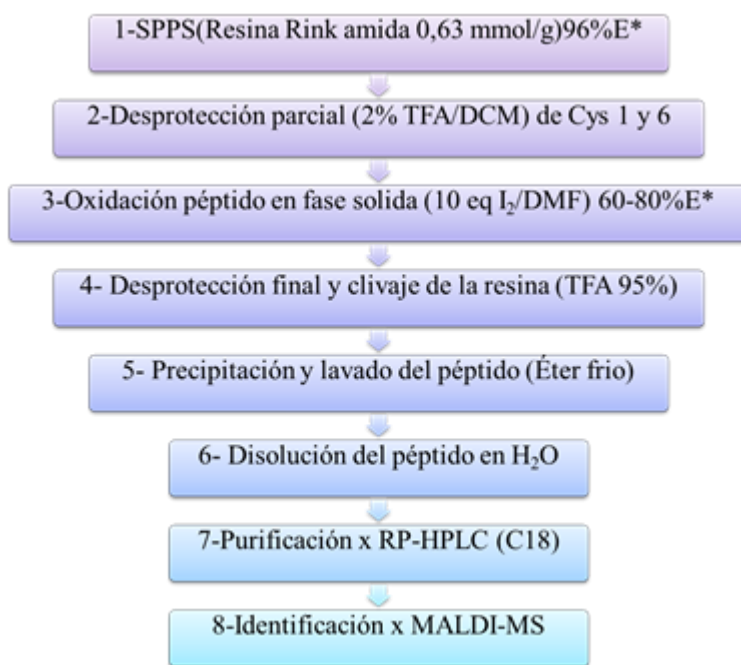 1-SPPS(Resina Rink amida 0,63 mmol/g)96%E*
2-Desprotección parcial (2% TFA/DCM) de Cys 1 y 6
3-Oxidación péptido en fase solida (10 eq I₂/DMF) 60-80%E*
4- Desprotección final y clivaje de la resina (TFA 95%)
5- Precipitación y lavado del péptido (Éter frio)
6- Disolución del péptido en H₂O
7-Purificación x RP-HPLC (C18)
8-Identificación x MALDI-MS